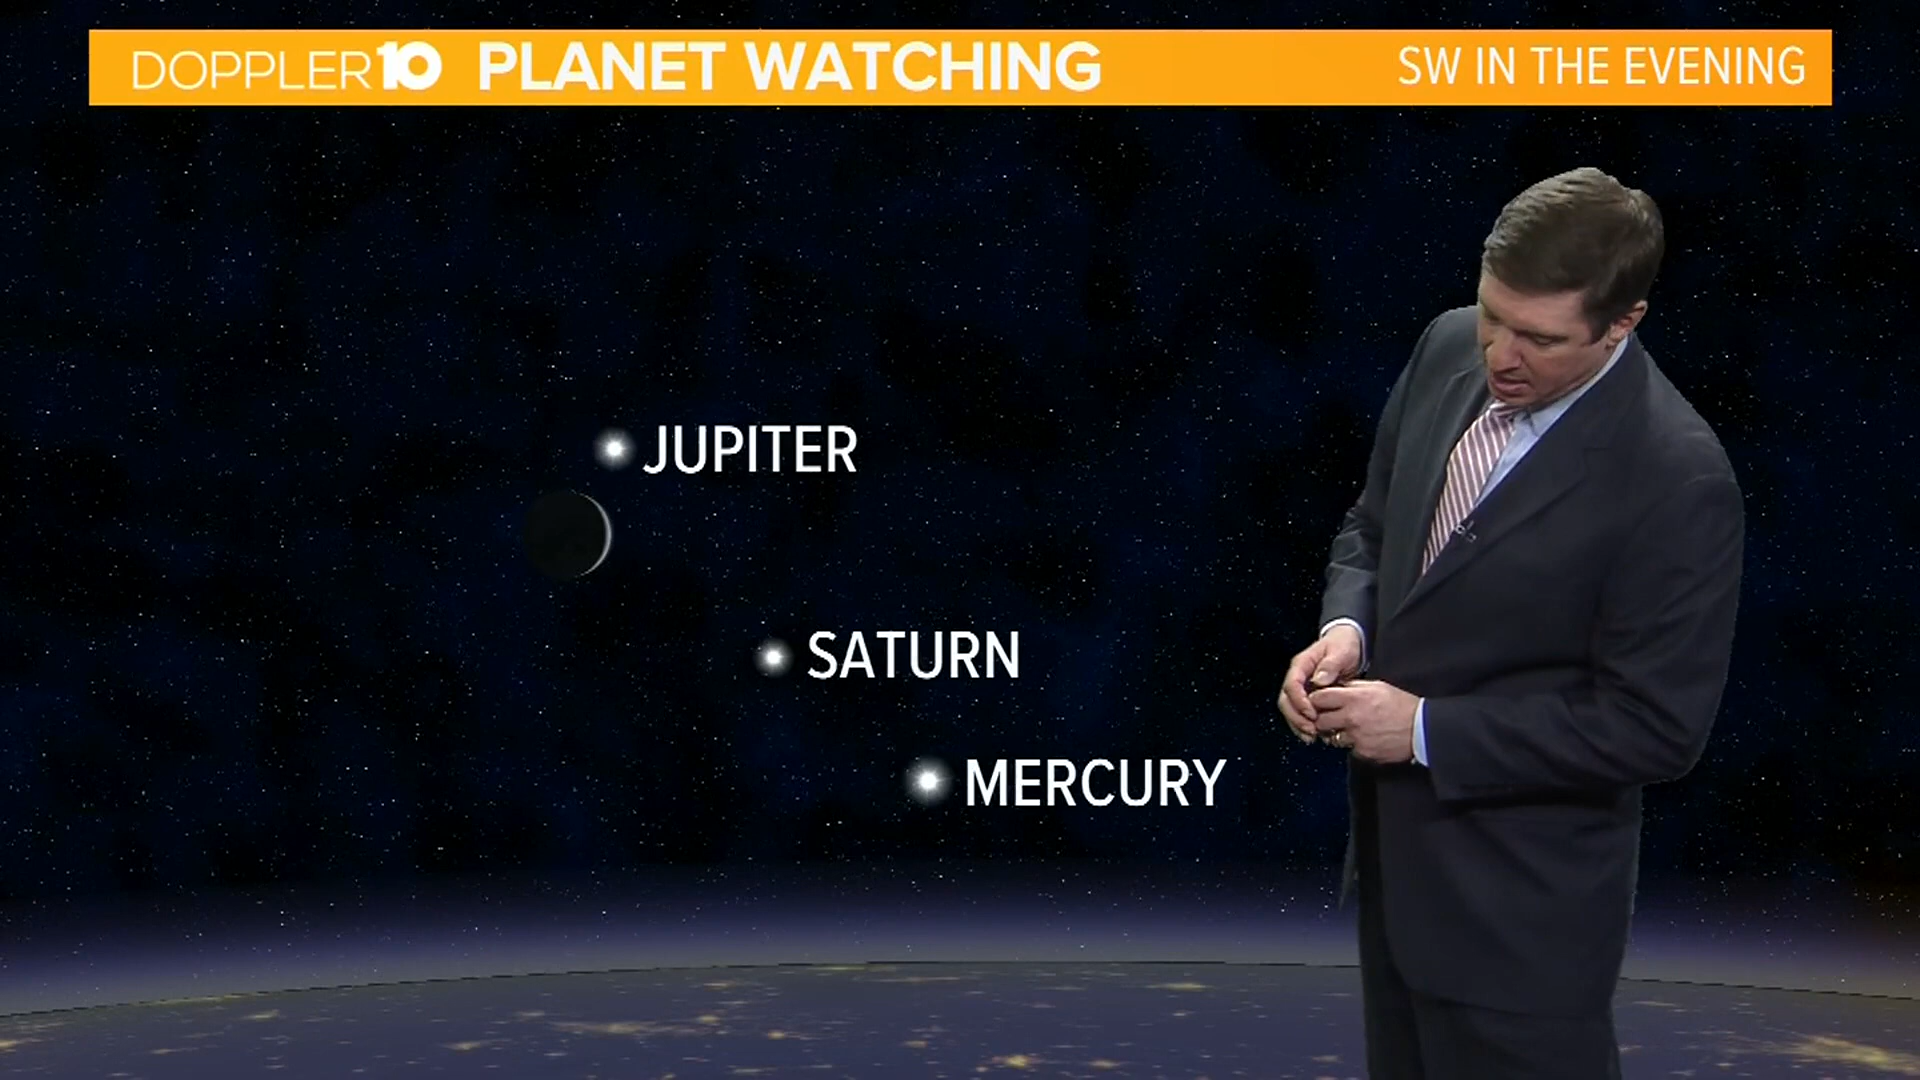 DOPPLER10 PLANET WATCHING SW IN THE EVENING
JUPITER
SATURN
MERCURY